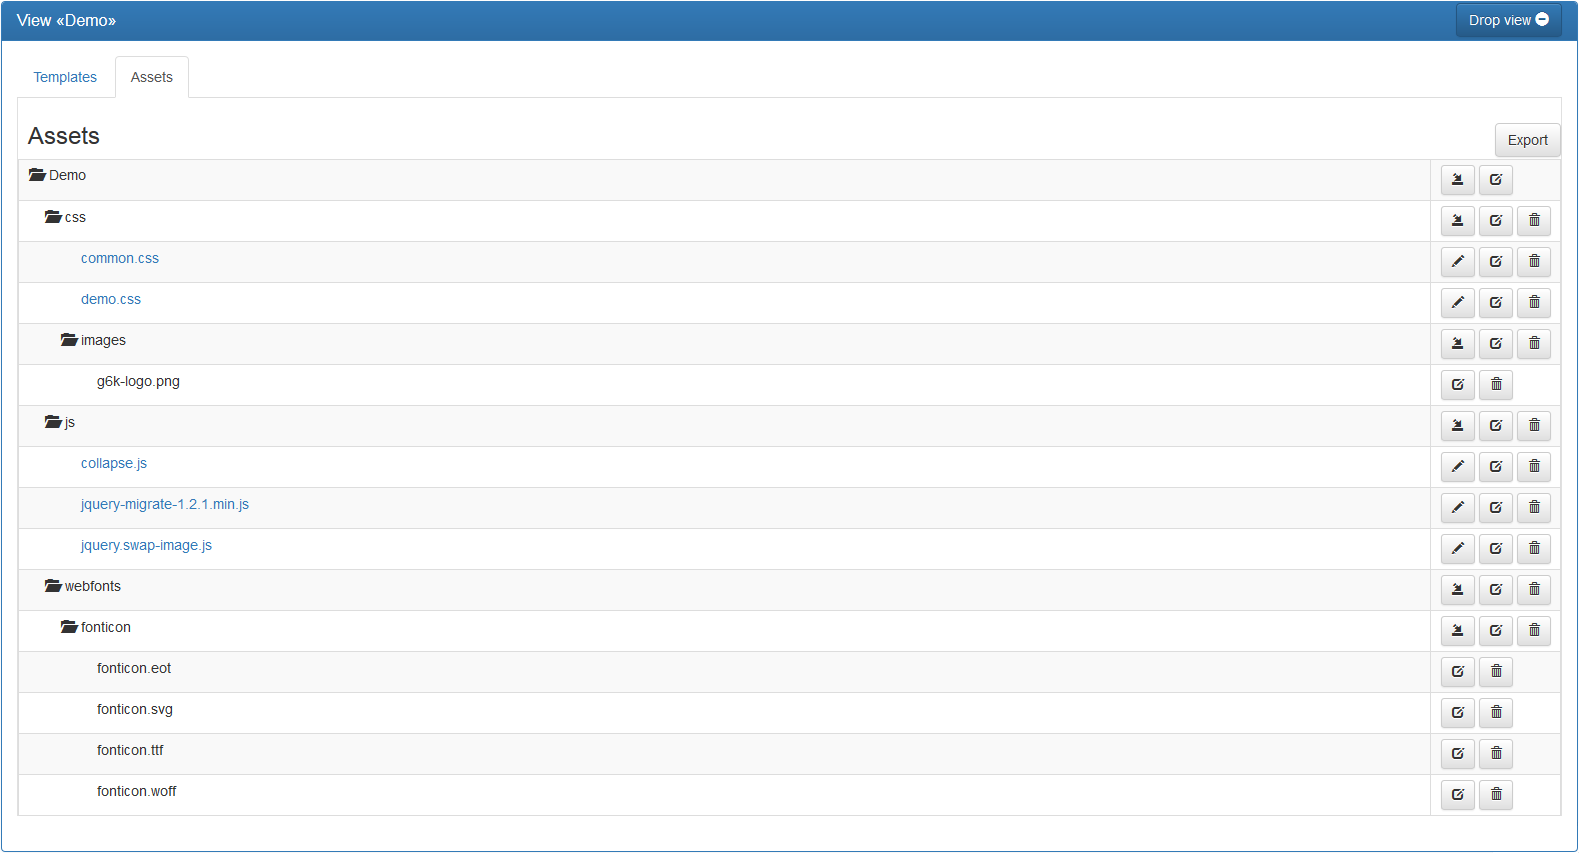 View «Demo»
Drop view
Templates
Assets
Assets
Export
Demo
css
common.css
demo.css
images
g6k-logo.png
js
collapse.js
jquery-migrate-1.2.1.min.js
jquery.swap-image.js
webfonts
fonticon
fonticon.eot
fonticon.svg
fonticon.ttf
fonticon.woff